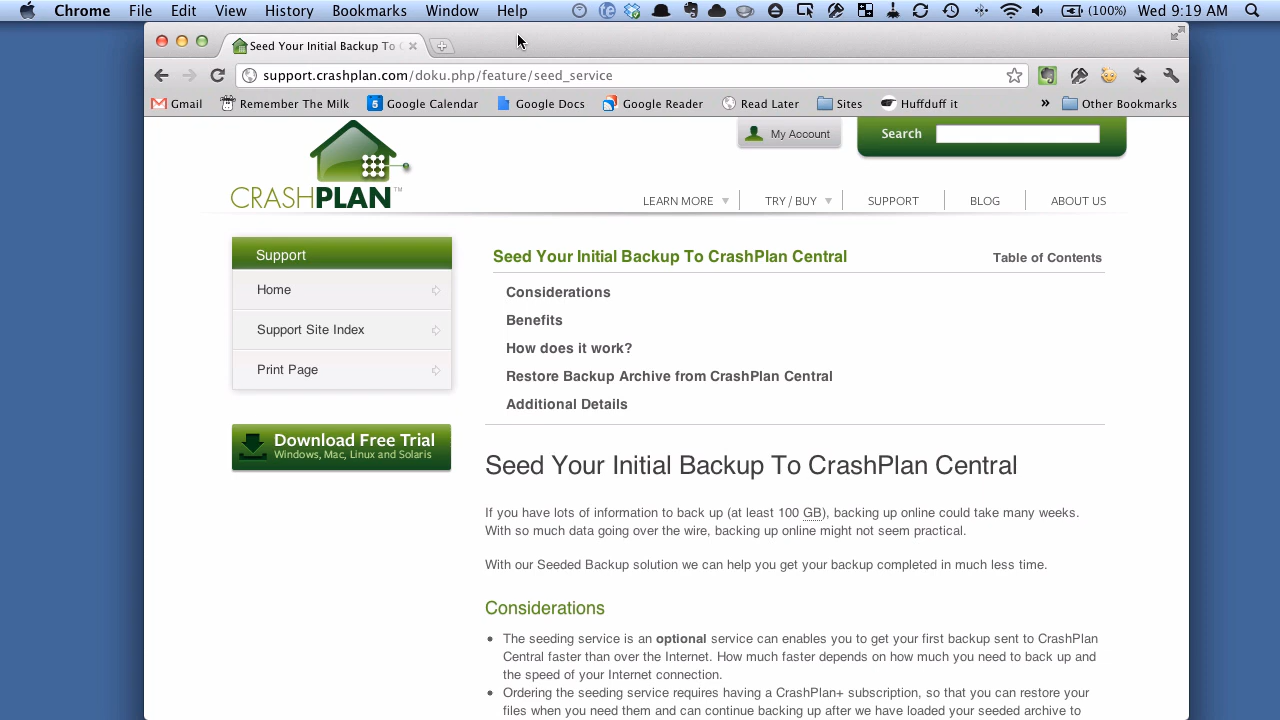 Chrome File Edit View History Bookmarks Window Help (100%) Wed 9:19 AM
Seed Your Initial Backup To C
support.crashplan.com/doku.php/feature/seed_service
Gmail Remember The Milk 5 Google Calendar Google Docs Google Reader Read Later Sites Huffduff it » Other Bookmarks
My Account Search
CRASHPLAN™
LEARN MORE TRY / BUY SUPPORT BLOG ABOUT US
Support
Home
Support Site Index
Print Page
Download Free Trial
Windows, Mac, Linux and Solaris
Seed Your Initial Backup To CrashPlan Central Table of Contents
Considerations
Benefits
How does it work?
Restore Backup Archive from CrashPlan Central
Additional Details
Seed Your Initial Backup To CrashPlan Central
If you have lots of information to back up (at least 100 GB), backing up online could take many weeks.
With so much data going over the wire, backing up online might not seem practical.
With our Seeded Backup solution we can help you get your backup completed in much less time.
Considerations
• The seeding service is an optional service can enables you to get your first backup sent to CrashPlan
Central faster than over the Internet. How much faster depends on how much you need to back up and
the speed of your Internet connection.
• Ordering the seeding service requires having a CrashPlan+ subscription, so that you can restore your
files when you need them and can continue backing up after we have loaded your seeded archive to